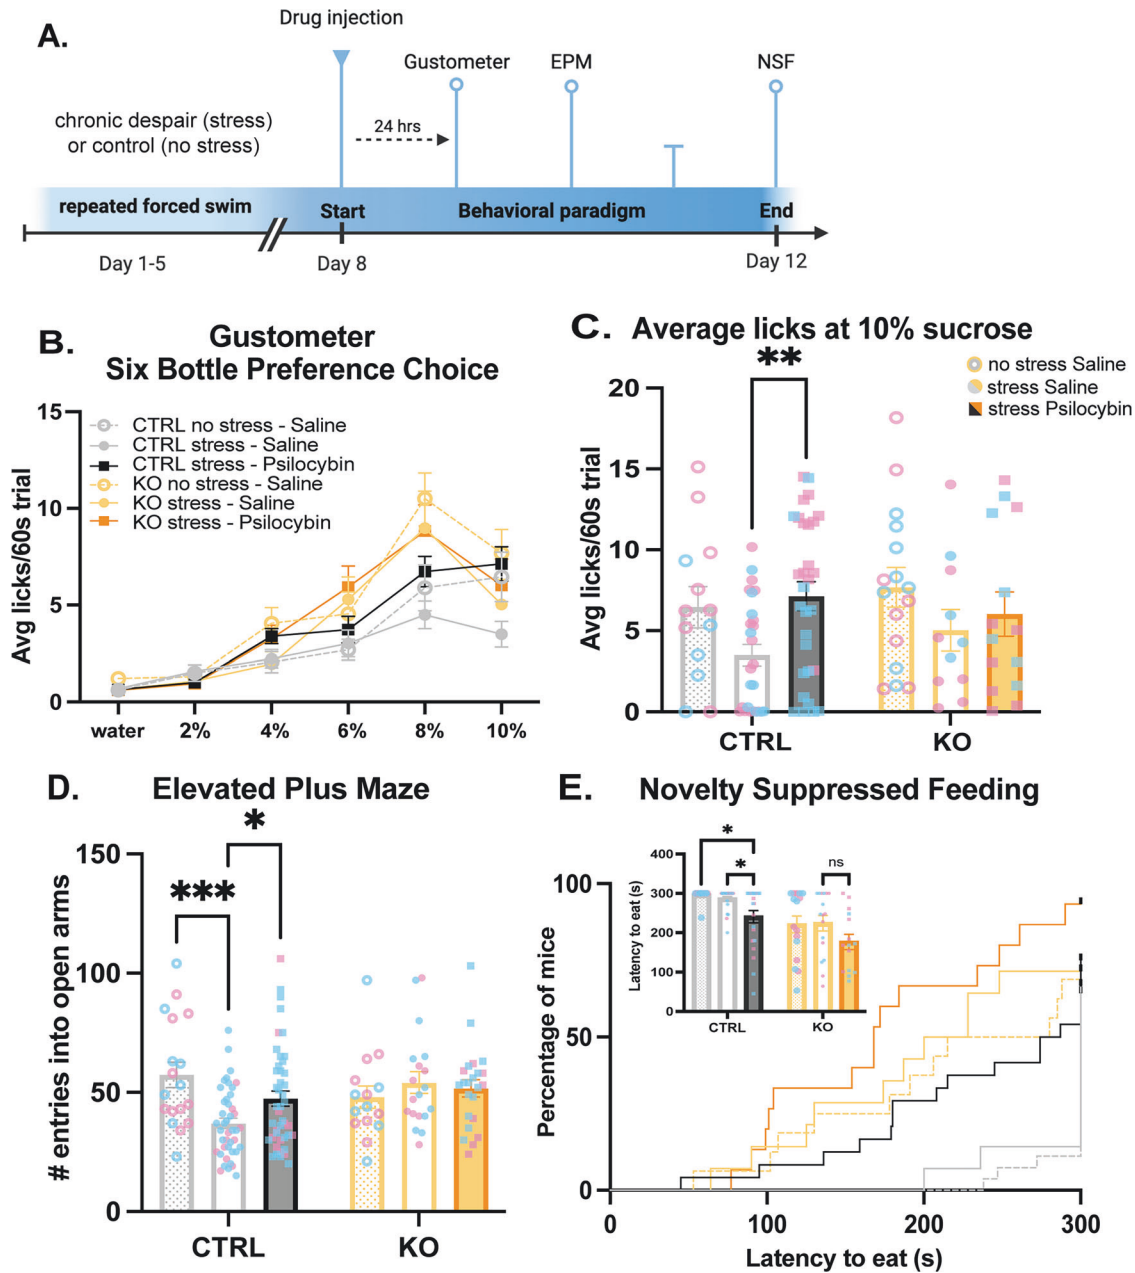 A.
Drug injection
Gustometer
EPM
NSF
chronic despair (stress)
or control (no stress)
24 hrs
repeated forced swim
Start
Behavioral paradigm
End
Day 1-5
Day 8
Day 12
B.
Gustometer
Six Bottle Preference Choice
15
10
5
0
Avg licks/60s trial
CTRL no stress - Saline
CTRL stress - Saline
CTRL stress - Psilocybin
KO no stress - Saline
KO stress - Saline
KO stress - Psilocybin
water
2%
4%
6%
8%
10%
C.
Average licks at 10% sucrose
**
no stress Saline
stress Saline
stress Psilocybin
20
15
10
5
0
Avg licks/60s trial
CTRL
KO
D.
Elevated Plus Maze
*
***
150
100
50
0
# entries into open arms
CTRL
KO
E.
Novelty Suppressed Feeding
100
50
0
Percentage of mice
400
300
200
100
0
Latency to eat (s)
*
*
ns
CTRL
KO
0
100
200
300
Latency to eat (s)